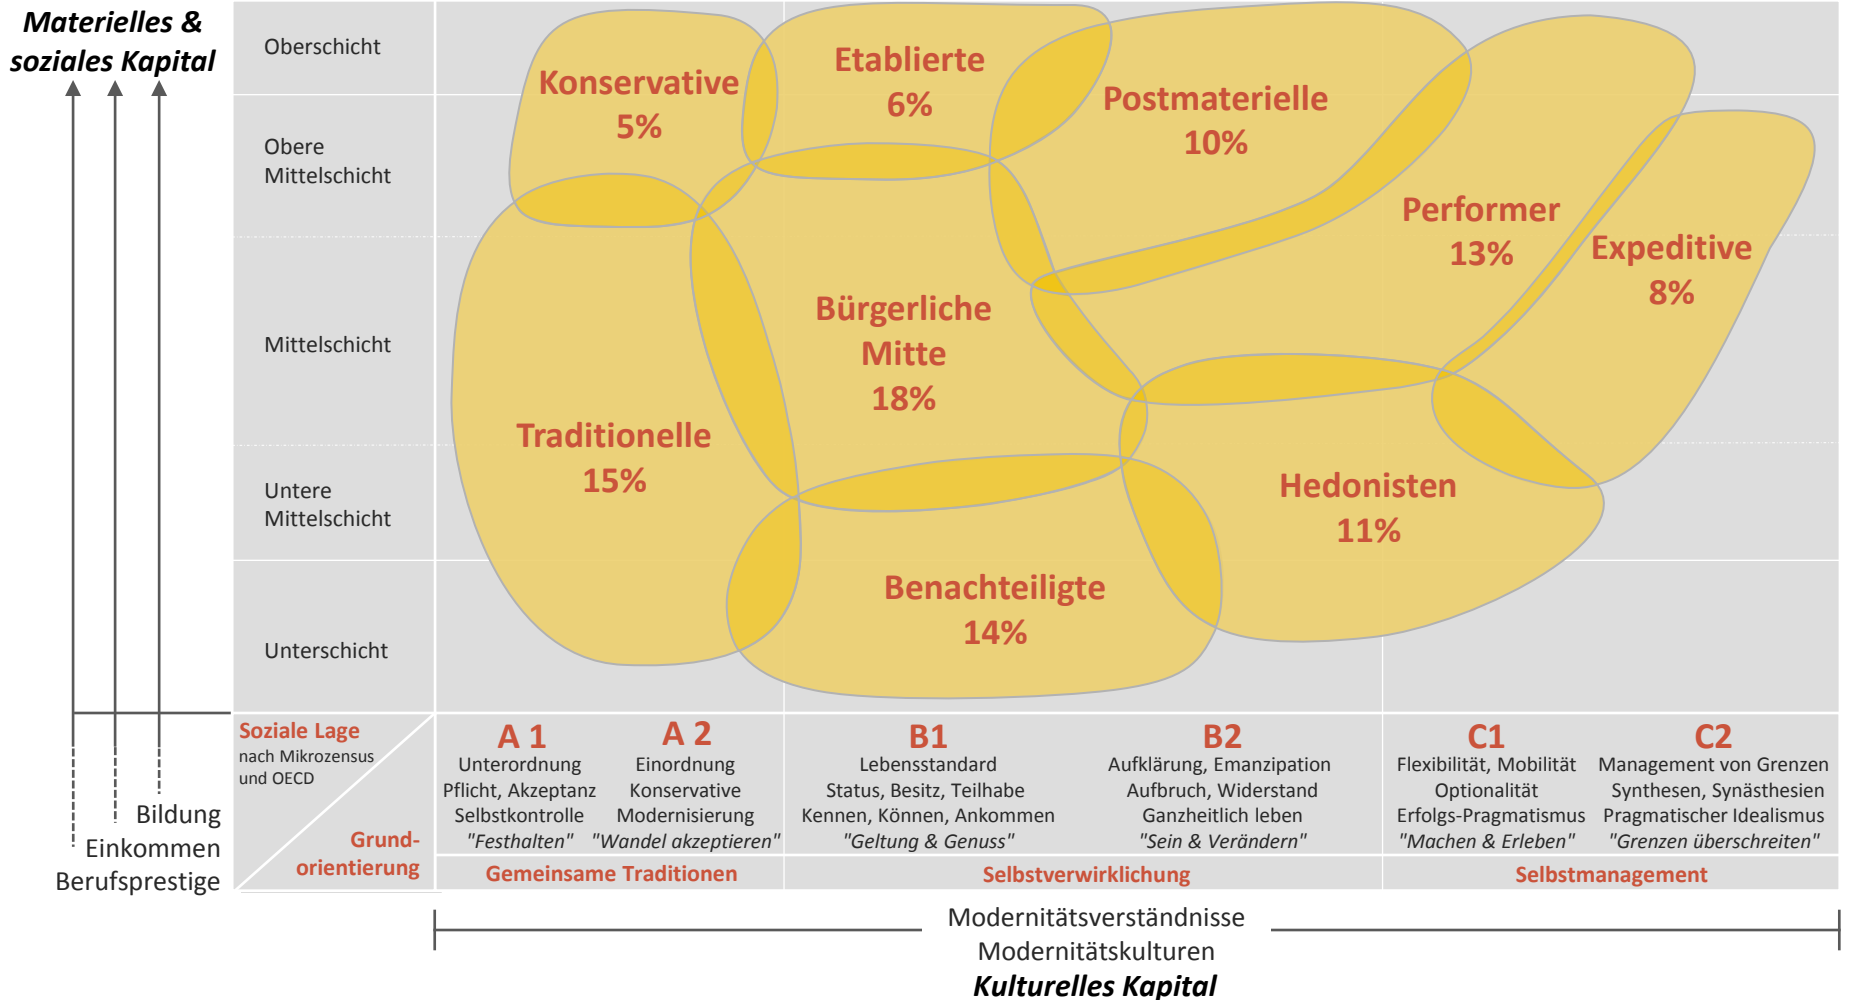 Materielles &
soziales Kapital
Oberschicht
Obere
Mittelschicht
Mittelschicht
Untere
Mittelschicht
Unterschicht
Konservative
5%
Etablierte
6%
Postmaterielle
10%
Performer
13%
Expeditive
8%
Bürgerliche
Mitte
18%
Traditionelle
15%
Hedonisten
11%
Benachteiligte
14%
Soziale Lage
nach Mikrozensus
und OECD
Grund-
orientierung
Bildung
Einkommen
Berufsprestige
A 1
Unterordnung
Pflicht, Akzeptanz
Selbstkontrolle
"Festhalten"
A 2
Einordnung
Konservative
Modernisierung
"Wandel akzeptieren"
B1
Lebensstandard
Status, Besitz, Teilhabe
Kennen, Können, Ankommen
"Geltung & Genuss"
B2
Aufklärung, Emanzipation
Aufbruch, Widerstand
Ganzheitlich leben
"Sein & Verändern"
C1
Flexibilität, Mobilität
Optionalität
Erfolgs-Pragmatismus
"Machen & Erleben"
C2
Management von Grenzen
Synthesen, Synästhesien
Pragmatischer Idealismus
"Grenzen überschreiten"
Gemeinsame Traditionen
Selbstverwirklichung
Selbstmanagement
Modernitätsverständnisse
Modernitätskulturen
Kulturelles Kapital